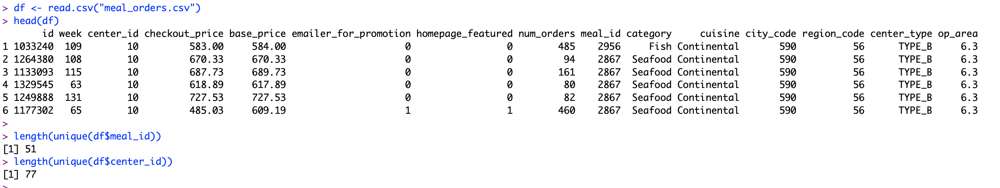 > df <- read.csv("meal_orders.csv")
> head(df)
id week center_id checkout_price base_price emailer_for_promotion homepage_featured num_orders meal_id category cuisine city_code region_code center_type op_area
1 1033240 109 10 583.00 584.00 0 0 485 2956 Fish Continental 590 56 TYPE_B 6.3
2 1264380 108 10 670.33 670.33 0 0 94 2867 Seafood Continental 590 56 TYPE_B 6.3
3 1133093 115 10 687.73 689.73 0 0 161 2867 Seafood Continental 590 56 TYPE_B 6.3
4 1329545 63 10 618.89 617.89 0 0 80 2867 Seafood Continental 590 56 TYPE_B 6.3
5 1249888 131 10 727.53 727.53 0 0 82 2867 Seafood Continental 590 56 TYPE_B 6.3
6 1177302 65 10 485.03 609.19 1 1 460 2867 Seafood Continental 590 56 TYPE_B 6.3
>
> length(unique(df$meal_id))
[1] 51
> length(unique(df$center_id))
[1] 77
>